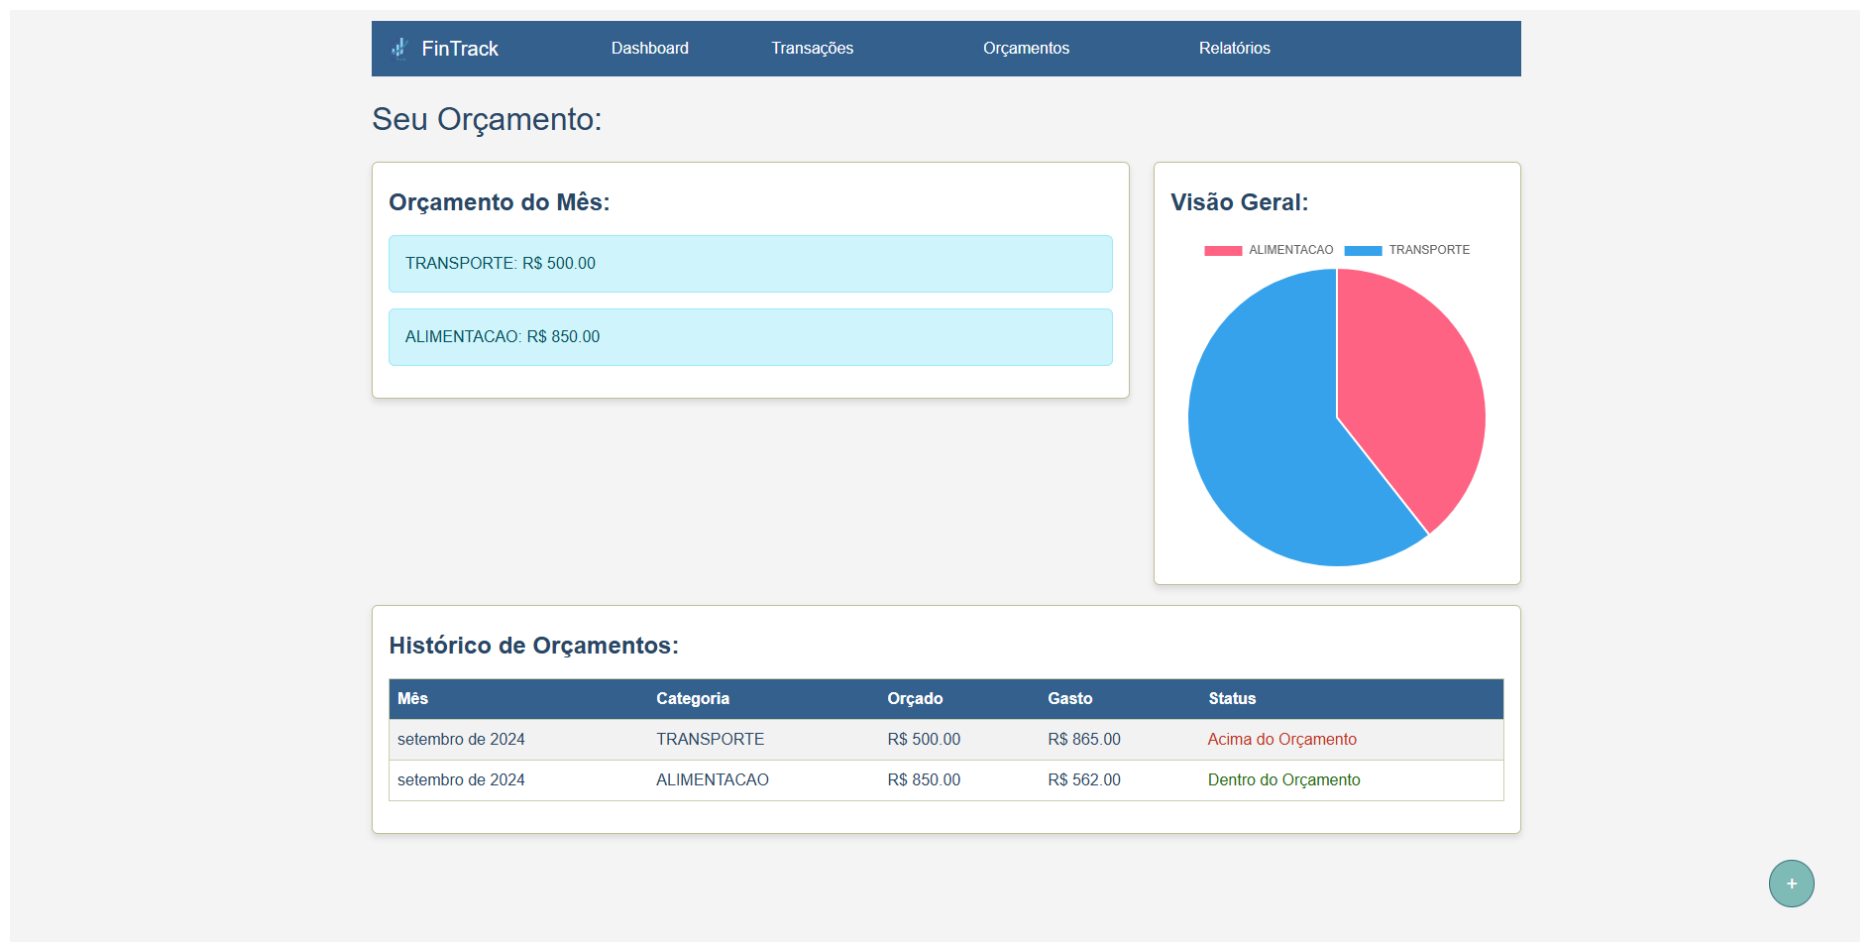 FinTrack Dashboard Transações Orçamentos Relatórios
Seu Orçamento:
Orçamento do Mês:
TRANSPORTE: R$ 500.00
ALIMENTACAO: R$ 850.00
Visão Geral:
ALIMENTACAO TRANSPORTE
Histórico de Orçamentos:
Mês Categoria Orçado Gasto Status
setembro de 2024 TRANSPORTE R$ 500.00 R$ 865.00 Acima do Orçamento
setembro de 2024 ALIMENTACAO R$ 850.00 R$ 562.00 Dentro do Orçamento
+